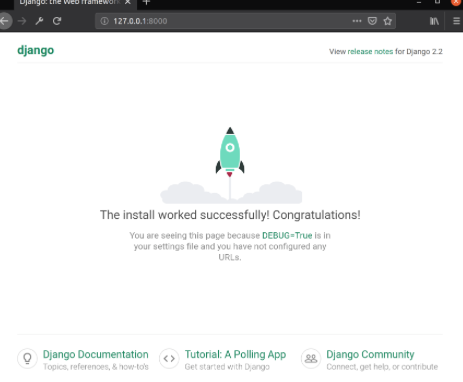 Django: the Web framework
127.0.0.1:8000
django
View release notes for Django 2.2
The install worked successfully! Congratulations!
You are seeing this page because DEBUG=True is in
your settings file and you have not configured any
URLs.
Django Documentation
Topics, references, & how-to's
Tutorial: A Polling App
Get started with Django
Django Community
Connect, get help, or contribute